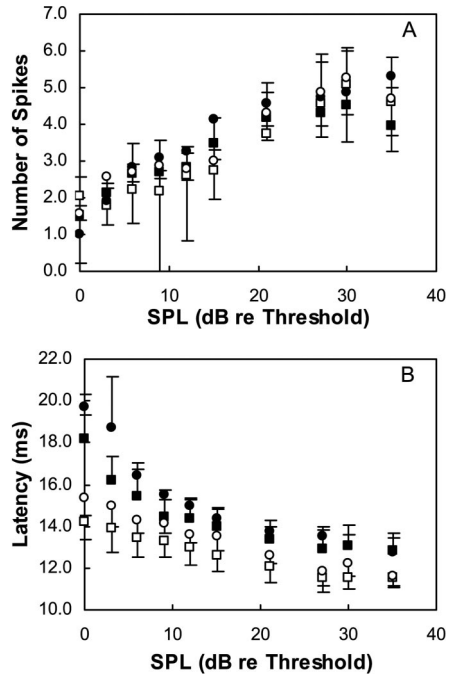 A
7.0
6.0
5.0
4.0
3.0
2.0
1.0
0.0
Number of Spikes
0 10 20 30 40
SPL (dB re Threshold)
B
22.0
20.0
18.0
16.0
14.0
12.0
10.0
Latency (ms)
0 10 20 30 40
SPL (dB re Threshold)